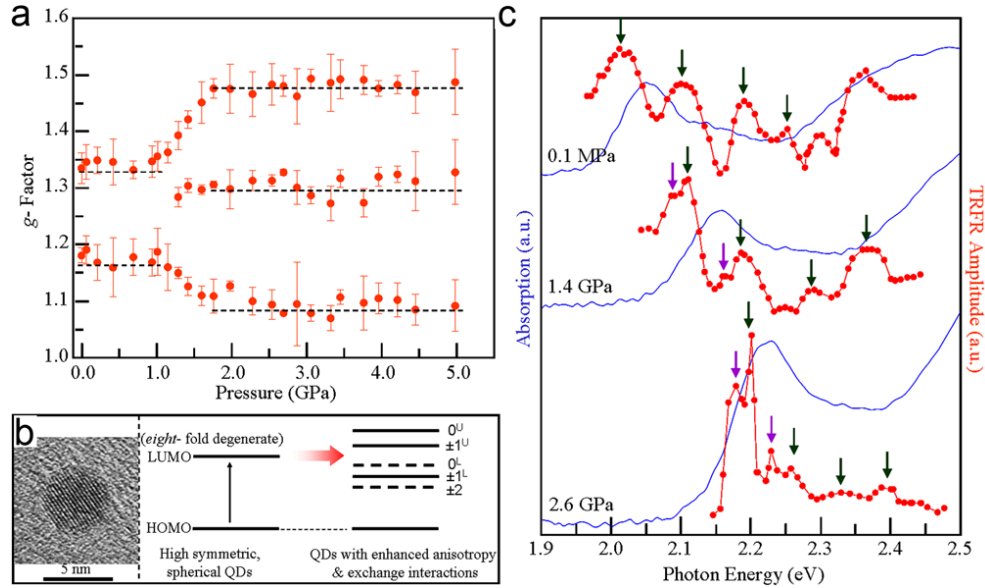 a
1.6
1.5
1.4
1.3
1.2
1.1
1.0
g- Factor
0.0
1.0
2.0
3.0
4.0
5.0
Pressure (GPa)
b
5 nm
(eight- fold degenerate)
LUMO
HOMO
High symmetric,
spherical QDs
0U
±1U
0L
±1L
±2
QDs with enhanced anisotropy
& exchange interactions
c
Absorption (a.u.)
0.1 MPa
1.4 GPa
2.6 GPa
TRFR Amplitude (a.u.)
1.9
2.0
2.1
2.2
2.3
2.4
2.5
Photon Energy (eV)